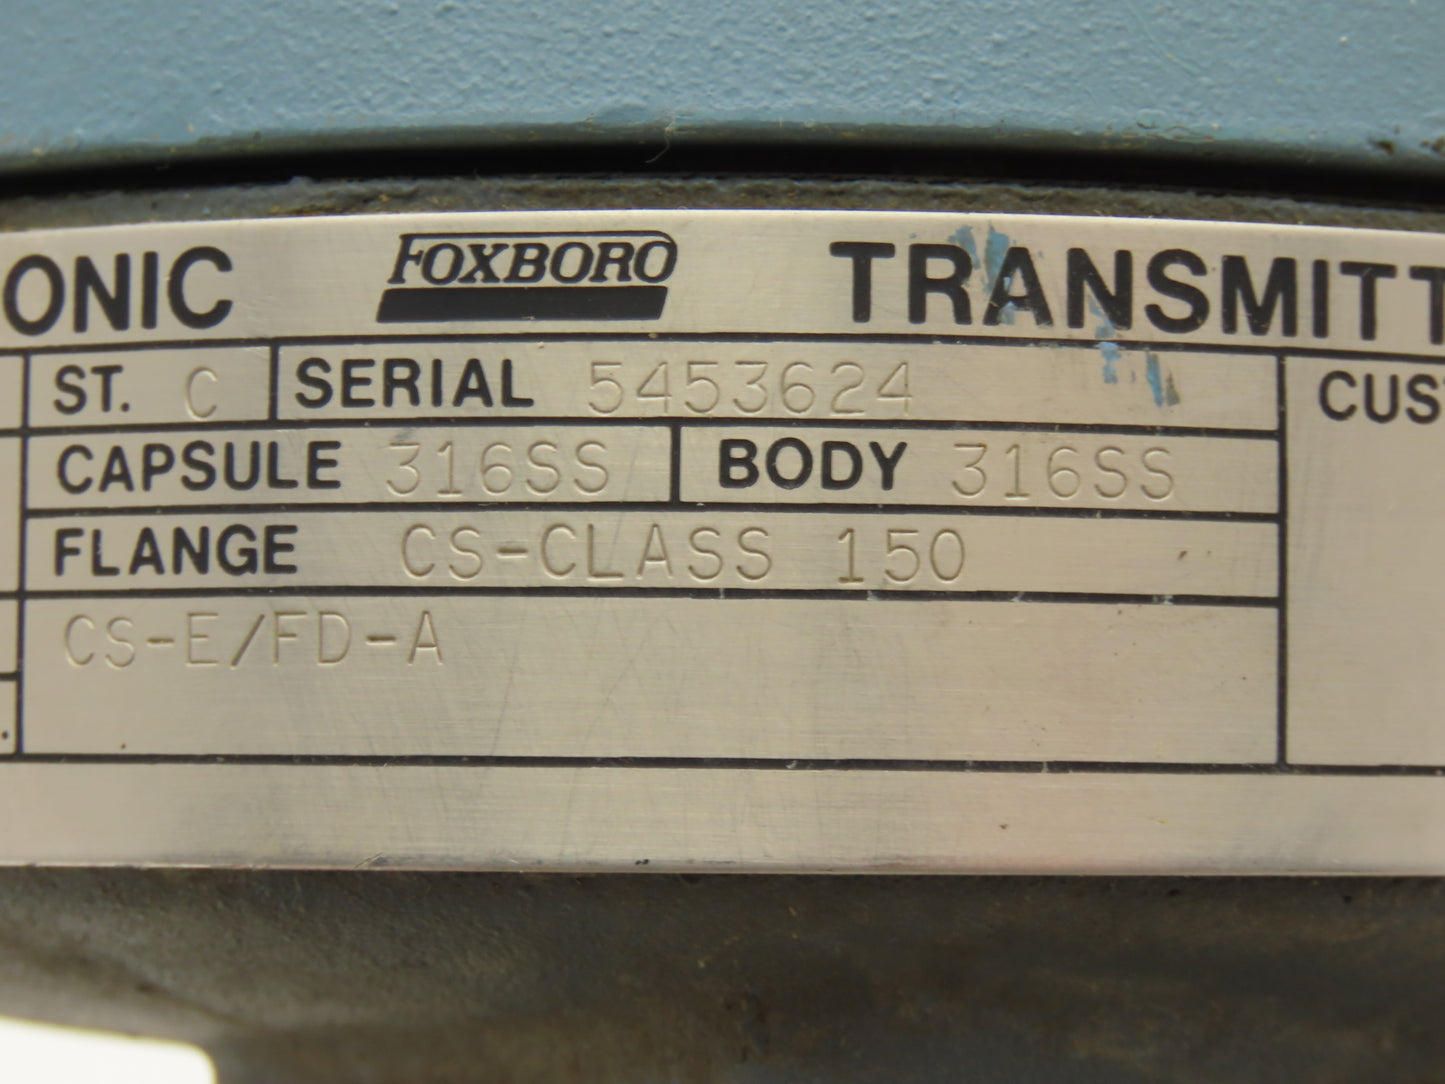 ONIC FOXBORO TRANSMITT
ST. C SERIAL 5453624 CUS
CAPSULE 316SS BODY 316SS
FLANGE CS-CLASS 150
CS-E/FD-A